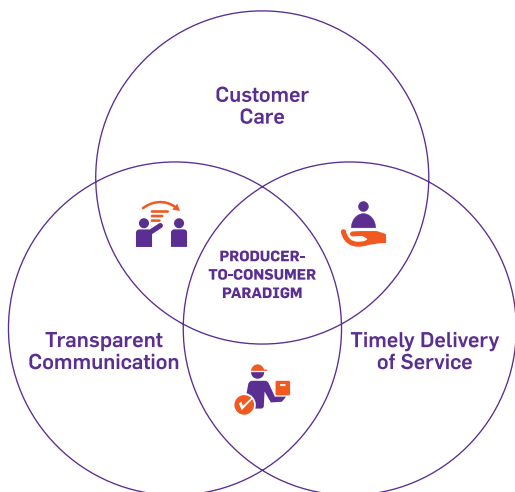 Customer
Care
PRODUCER-
TO-CONSUMER
PARADIGM
Transparent
Communication
Timely Delivery
of Service